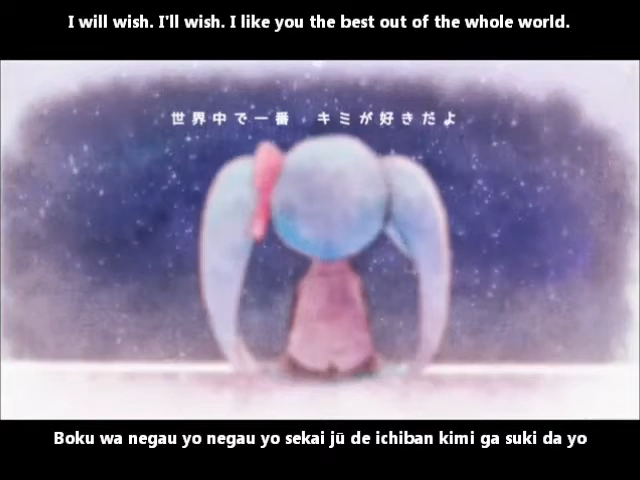 I will wish. I'll wish. I like you the best out of the whole world.
世界中で一番 キミが好きだよ
Boku wa negau yo negau yo sekai jū de ichiban kimi ga suki da yo